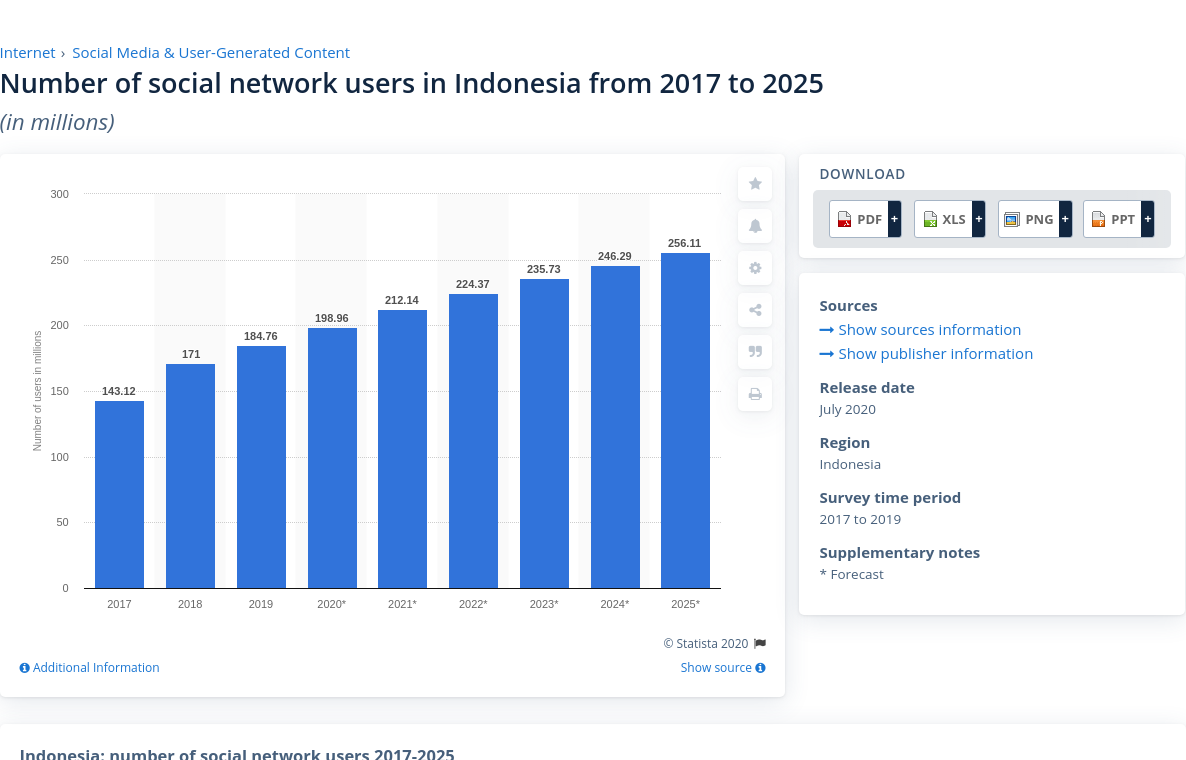 Internet › Social Media & User-Generated Content
Number of social network users in Indonesia from 2017 to 2025
(in millions)
300
250
200
150
100
50
0
Number of users in millions
143.12
171
184.76
198.96
212.14
224.37
235.73
246.29
256.11
2017 2018 2019 2020* 2021* 2022* 2023* 2024* 2025*
© Statista 2020
Additional Information
Show source
DOWNLOAD
PDF + XLS + PNG + PPT +
Sources
Show sources information
Show publisher information
Release date
July 2020
Region
Indonesia
Survey time period
2017 to 2019
Supplementary notes
* Forecast
Indonesia: number of social network users 2017-2025